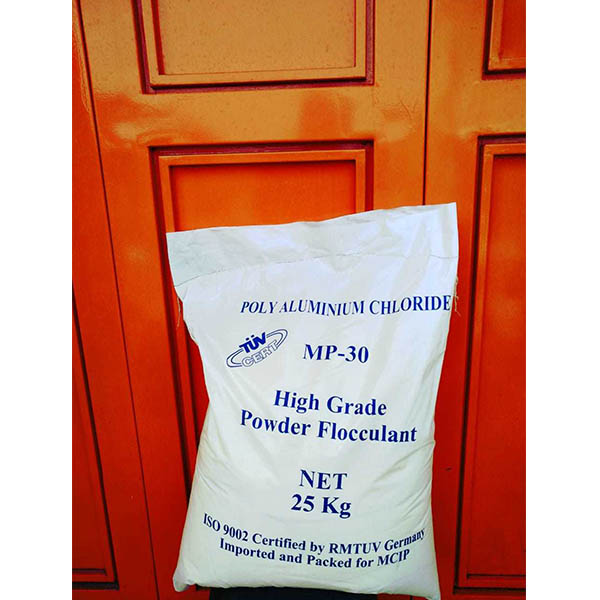 POLY ALUMINIUM CHLORIDE
TÜV
CERT
MP-30
High Grade
Powder Flocculant
NET
25 Kg
ISO 9002 Certified by RMTUV Germany
Imported and Packed for MCIP